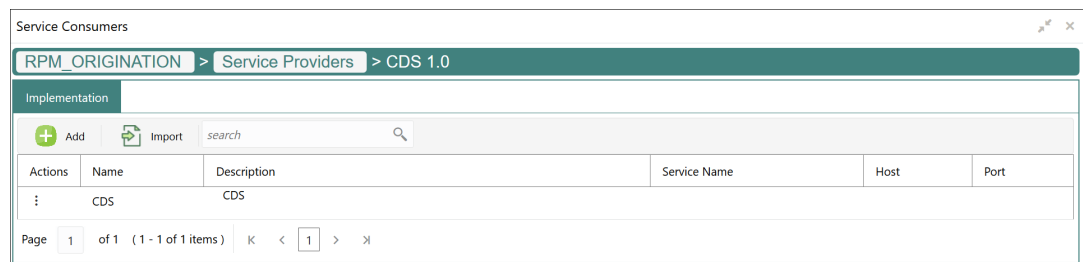 Service Consumers
RPM_ORIGINATION > Service Providers > CDS 1.0
Implementation
Add Import search
Actions Name Description Service Name Host Port
CDS CDS
Page 1 of 1 ( 1 - 1 of 1 items ) 1